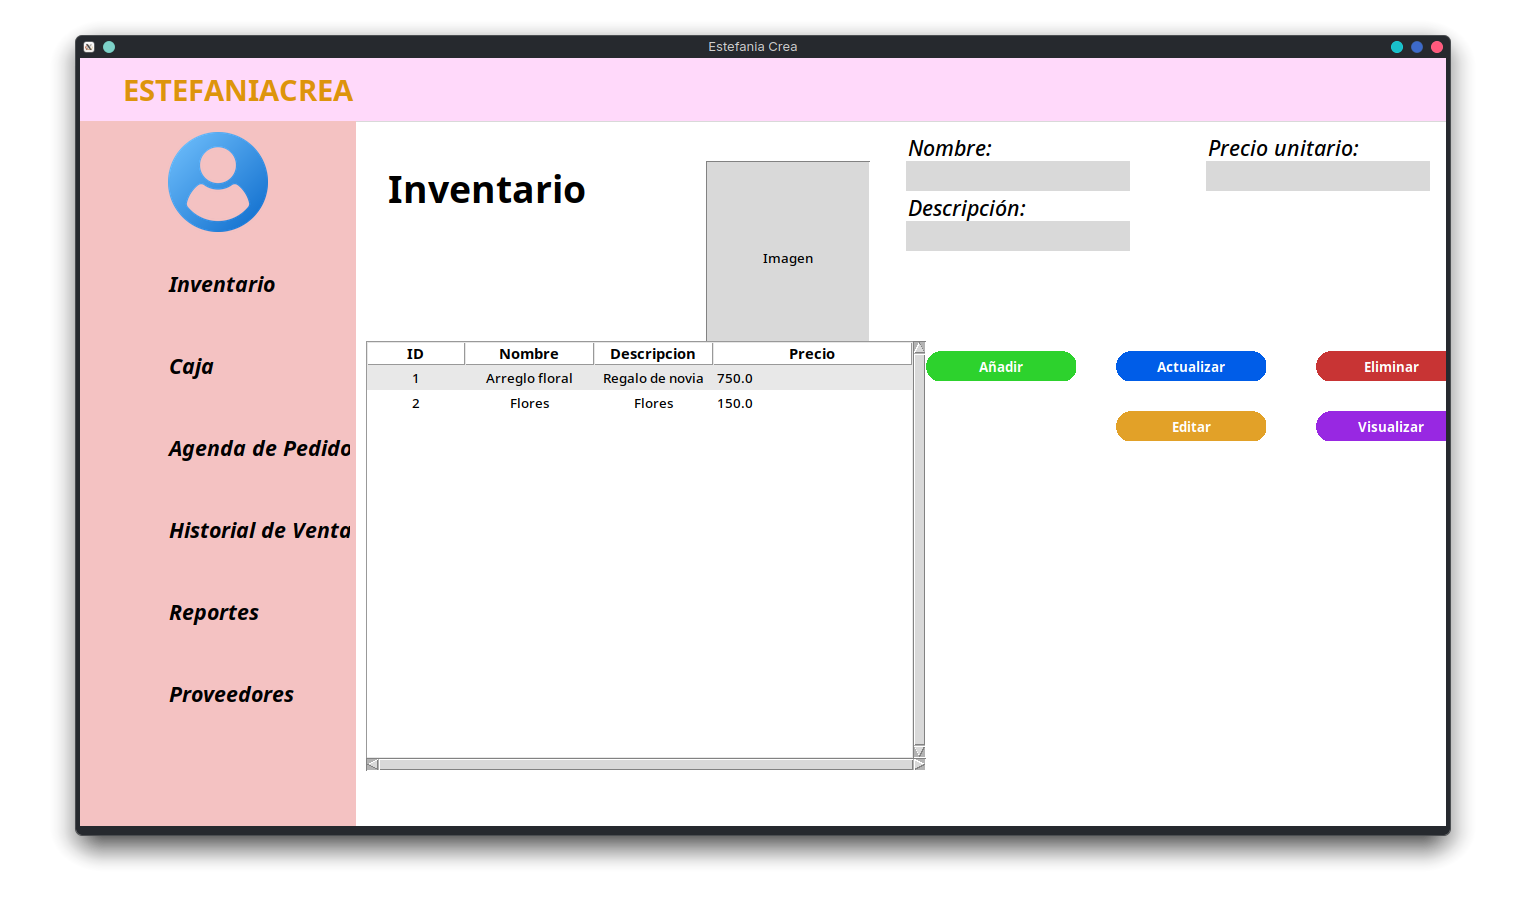 Estefania Crea
ESTEFANIACREA
Inventario
Caja
Agenda de Pedido
Historial de Venta
Reportes
Proveedores
Inventario
Imagen
Nombre:
Precio unitario:
Descripción:
ID Nombre Descripcion Precio
1 Arreglo floral Regalo de novia 750.0
2 Flores Flores 150.0
Añadir Actualizar Eliminar
Editar Visualizar